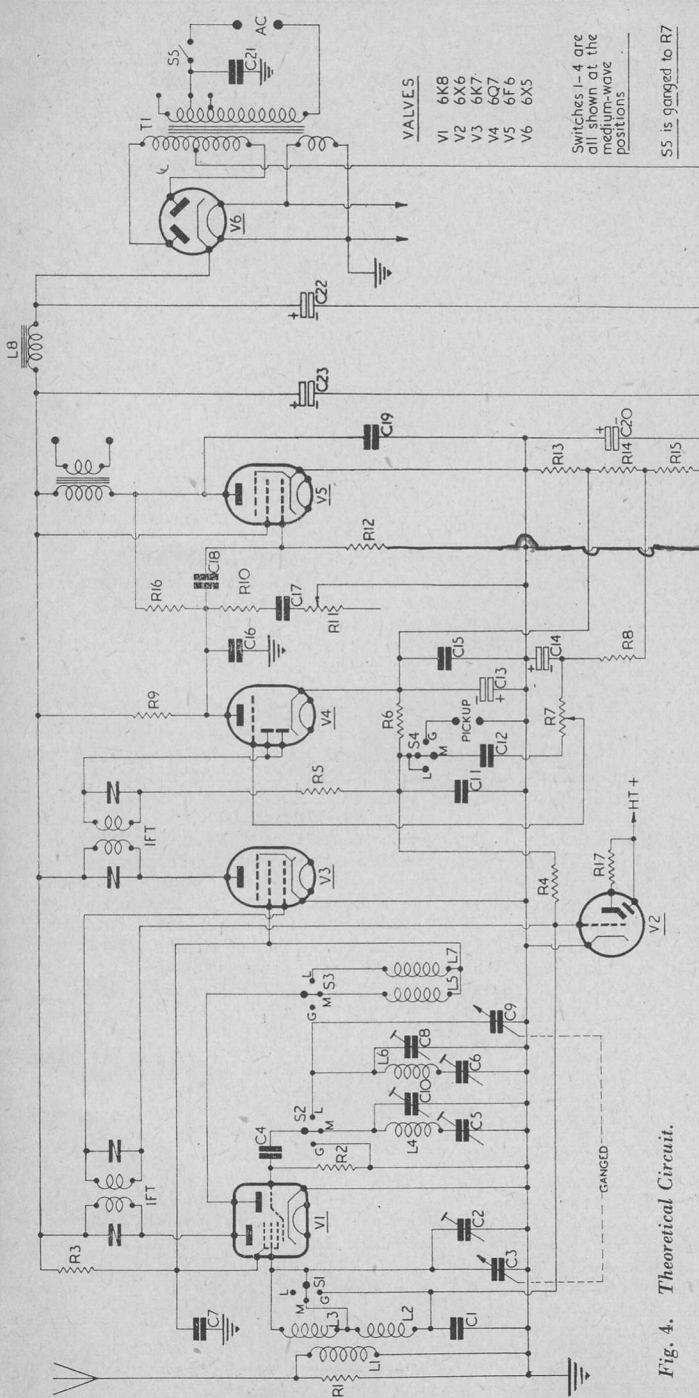 Fig. 4. Theoretical Circuit.
R3
IFT
IFT
L8
T1
S5
AC
C21
V6
C22
C23
C7
V1
C4
S2
G
M
L
R2
L4
C10
L6
C8
C5
C6
C9
S3
G
M
L
L5
L7
V3
R5
V4
R9
C16
C18
R16
R10
C17
R11
V5
R12
C19
R13
R14
R15
C20
R6
C15
C13
C14
S4
G
L
M
PICKUP
C12
C11
R7
R8
R4
V2
R17
HT+
R1
L1
L3
L2
C1
S1
L
M
G
C3
C2
GANGED
VALVES
V1 6K8
V2 6X6
V3 6K7
V4 6Q7
V5 6F6
V6 6X5
Switches 1-4 are
all shown at the
medium-wave
positions
S5 is ganged to R7